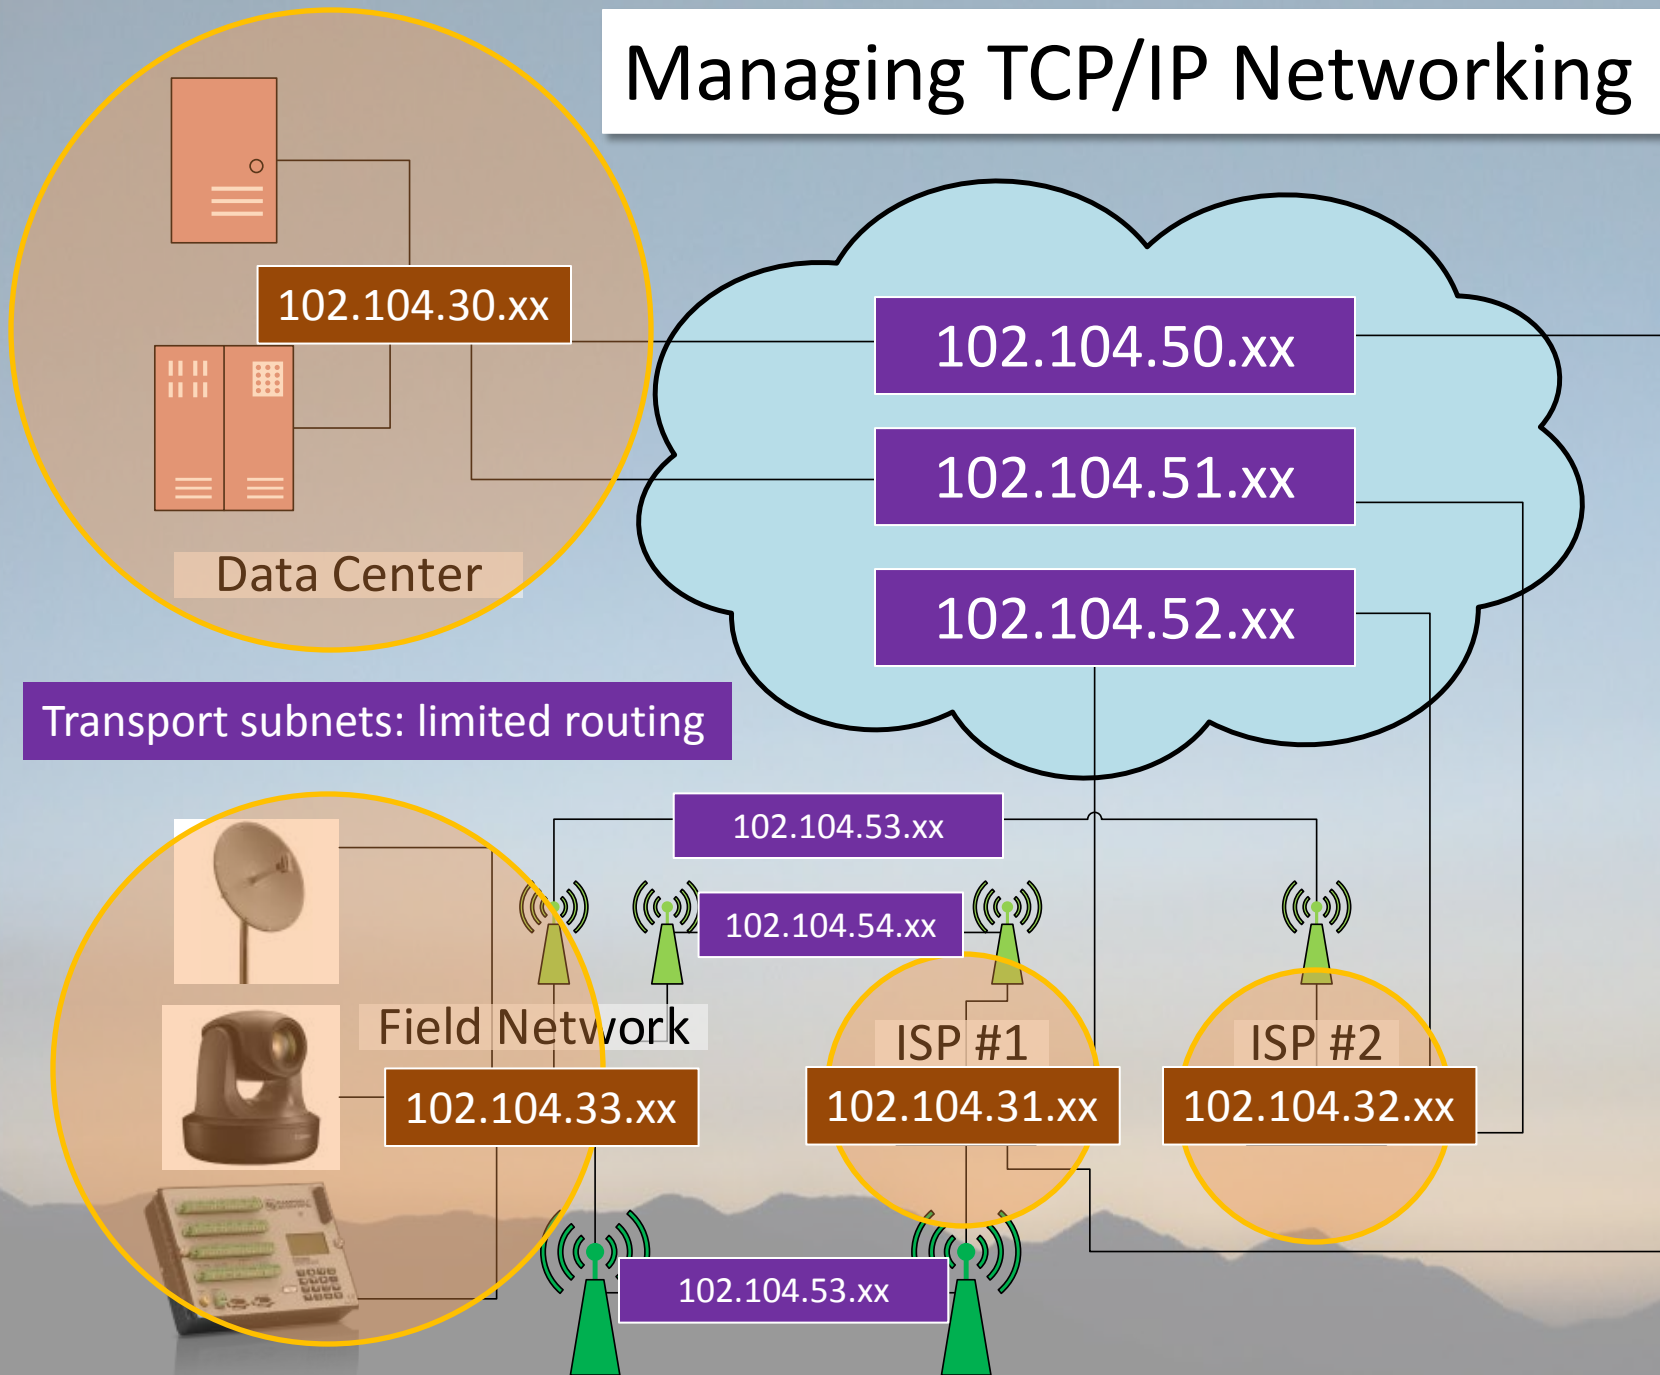 Managing TCP/IP Networking
102.104.30.xx
102.104.50.xx
102.104.51.xx
Data Center
102.104.52.xx
Transport subnets: limited routing
102.104.53.xx
102.104.54.xx
Field Network
ISP #1
ISP #2
102.104.33.xx
102.104.31.xx
102.104.32.xx
102.104.53.xx